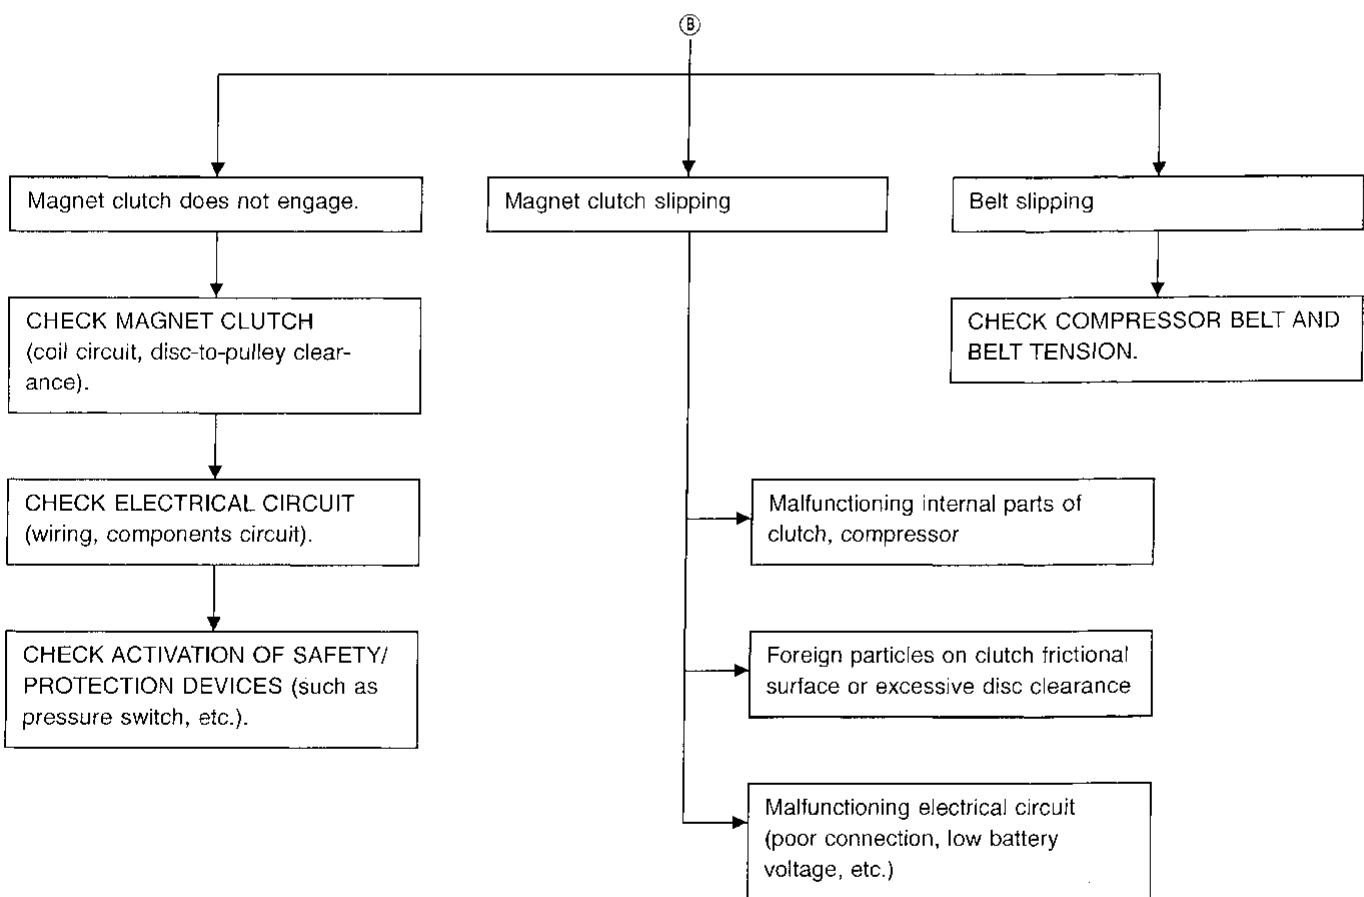 B
Magnet clutch does not engage.
Magnet clutch slipping
Belt slipping
CHECK MAGNET CLUTCH
(coil circuit, disc-to-pulley clear-
ance).
CHECK COMPRESSOR BELT AND
BELT TENSION.
CHECK ELECTRICAL CIRCUIT
(wiring, components circuit).
Malfunctioning internal parts of
clutch, compressor
CHECK ACTIVATION OF SAFETY/
PROTECTION DEVICES (such as
pressure switch, etc.).
Foreign particles on clutch frictional
surface or excessive disc clearance
Malfunctioning electrical circuit
(poor connection, low battery
voltage, etc.)